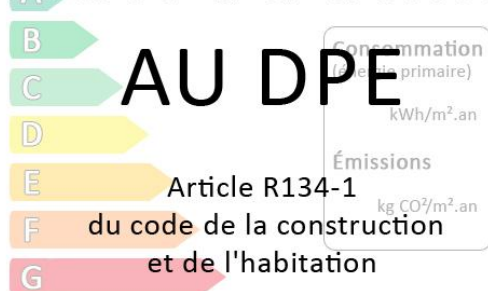 B
C
D
E
F
G
AU DPE
Consommation
(énergie primaire)
kWh/m².an
Émissions
kg CO²/m².an
Article R134-1
du code de la construction
et de l'habitation